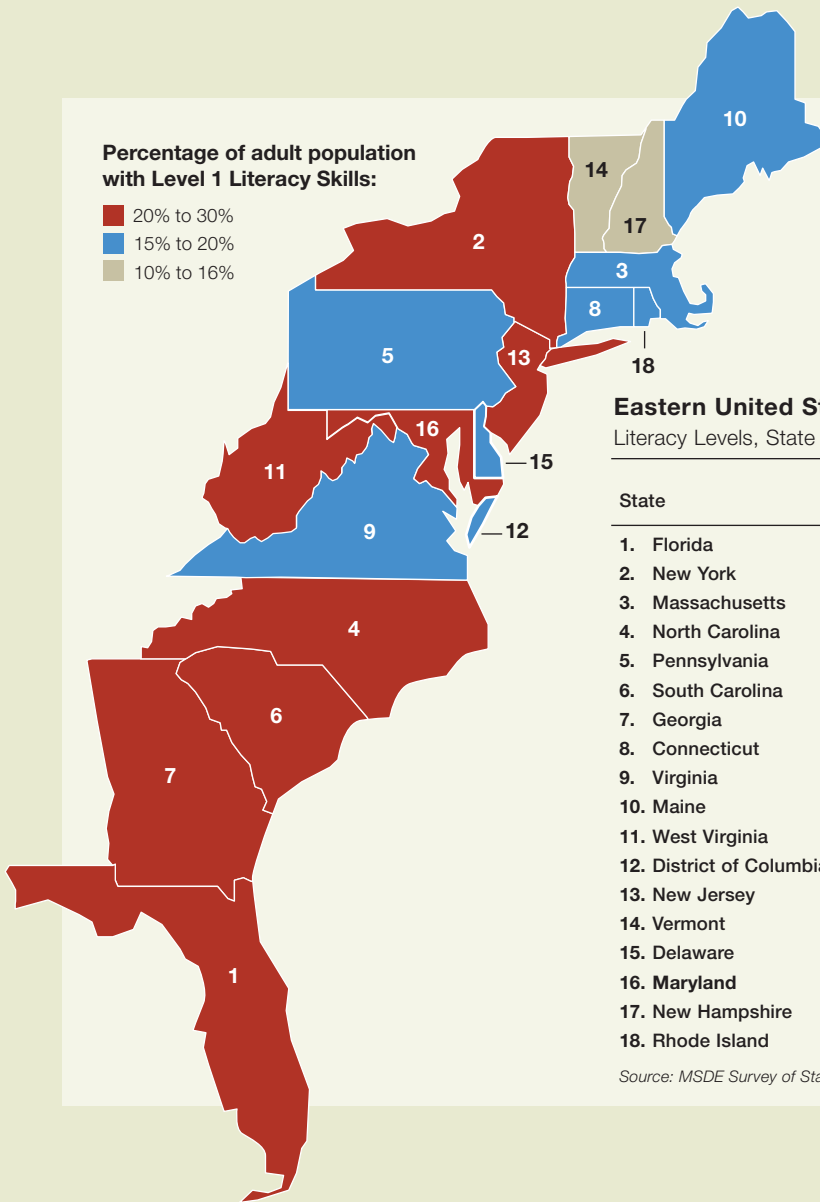 Percentage of adult population
with Level 1 Literacy Skills:
20% to 30%
15% to 20%
10% to 16%
10
14
17
2
3
8
18
5
13
16
11
15
9
12
4
6
7
1
Eastern United
Literacy Levels, State
State
1. Florida
2. New York
3. Massachusetts
4. North Carolina
5. Pennsylvania
6. South Carolina
7. Georgia
8. Connecticut
9. Virginia
10. Maine
11. West Virginia
12. District of Columbia
13. New Jersey
14. Vermont
15. Delaware
16. Maryland
17. New Hampshire
18. Rhode Island
Source: MSDE Survey of